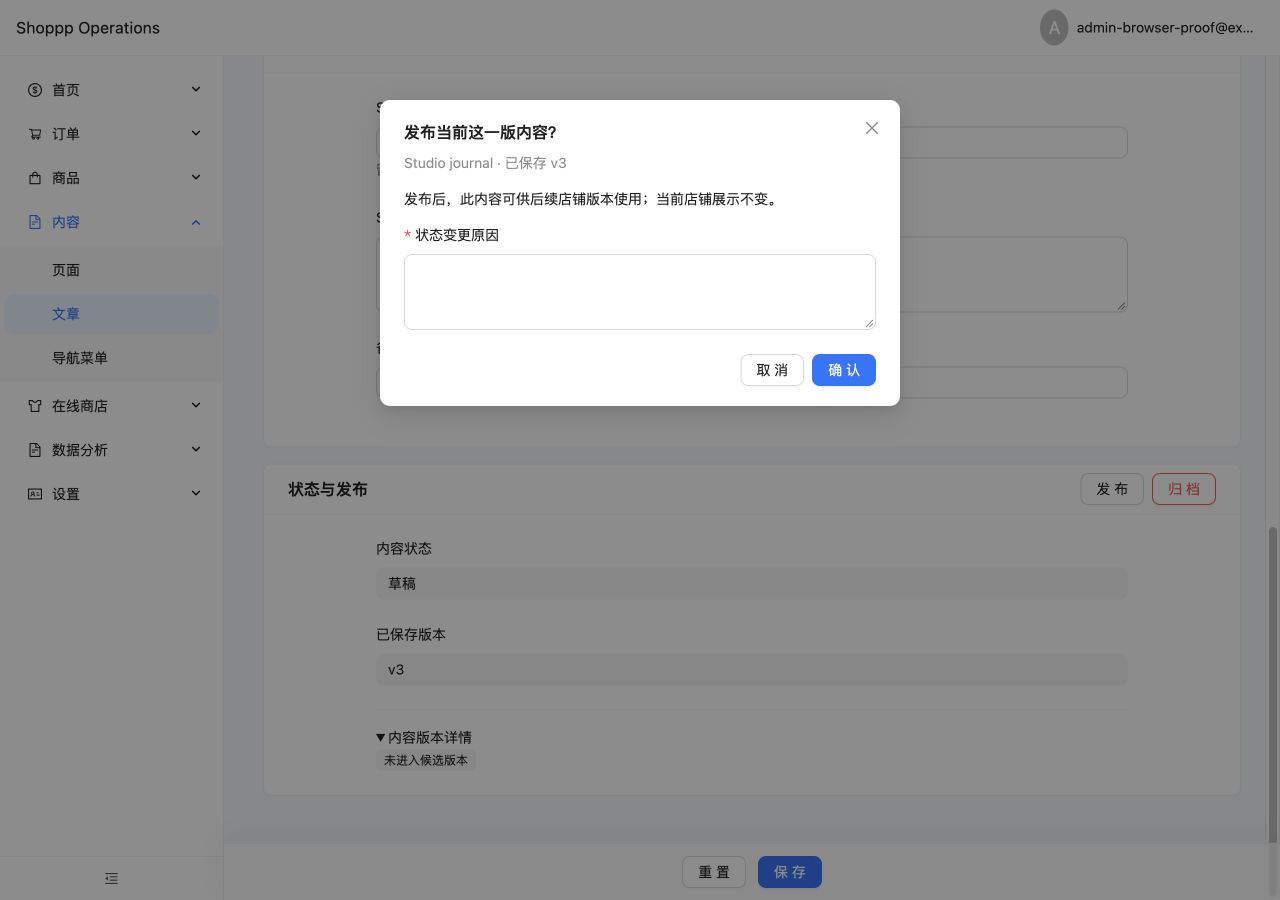 Shoppp Operations
A
admin-browser-proof@ex...
首页
订单
商品
内容
页面
文章
导航菜单
在线商店
数据分析
设置
发布当前这一版内容?
Studio journal · 已保存 v3
发布后，此内容可供后续店铺版本使用；当前店铺展示不变。
* 状态变更原因
取消
确认
状态与发布
发布
归档
内容状态
草稿
已保存版本
v3
内容版本详情
未进入候选版本
重置
保存